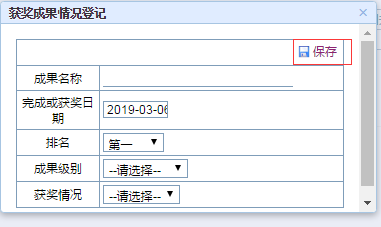 获奖成果情况登记
保存
成果名称
完成或获奖日
期
2019-03-06
排名
第一
成果级别
--请选择--
获奖情况
--请选择--